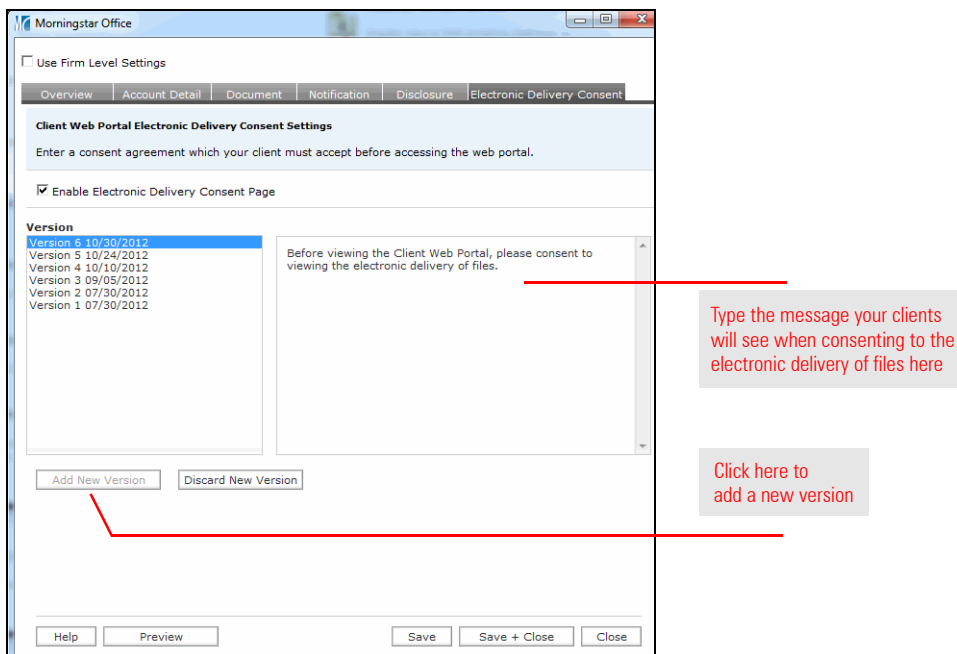 Morningstar Office
Use Firm Level Settings
Overview Account Detail Document Notification Disclosure Electronic Delivery Consent
Client Web Portal Electronic Delivery Consent Settings
Enter a consent agreement which your client must accept before accessing the web portal.
Enable Electronic Delivery Consent Page
Version
Version 6 10/30/2012
Version 5 10/24/2012
Version 4 10/10/2012
Version 3 09/05/2012
Version 2 07/30/2012
Version 1 07/30/2012
Before viewing the Client Web Portal, please consent to
viewing the electronic delivery of files.
Type the message your clients
will see when consenting to the
electronic delivery of files here
Add New Version Discard New Version
Click here to
add a new version
Help Preview Save Save + Close Close